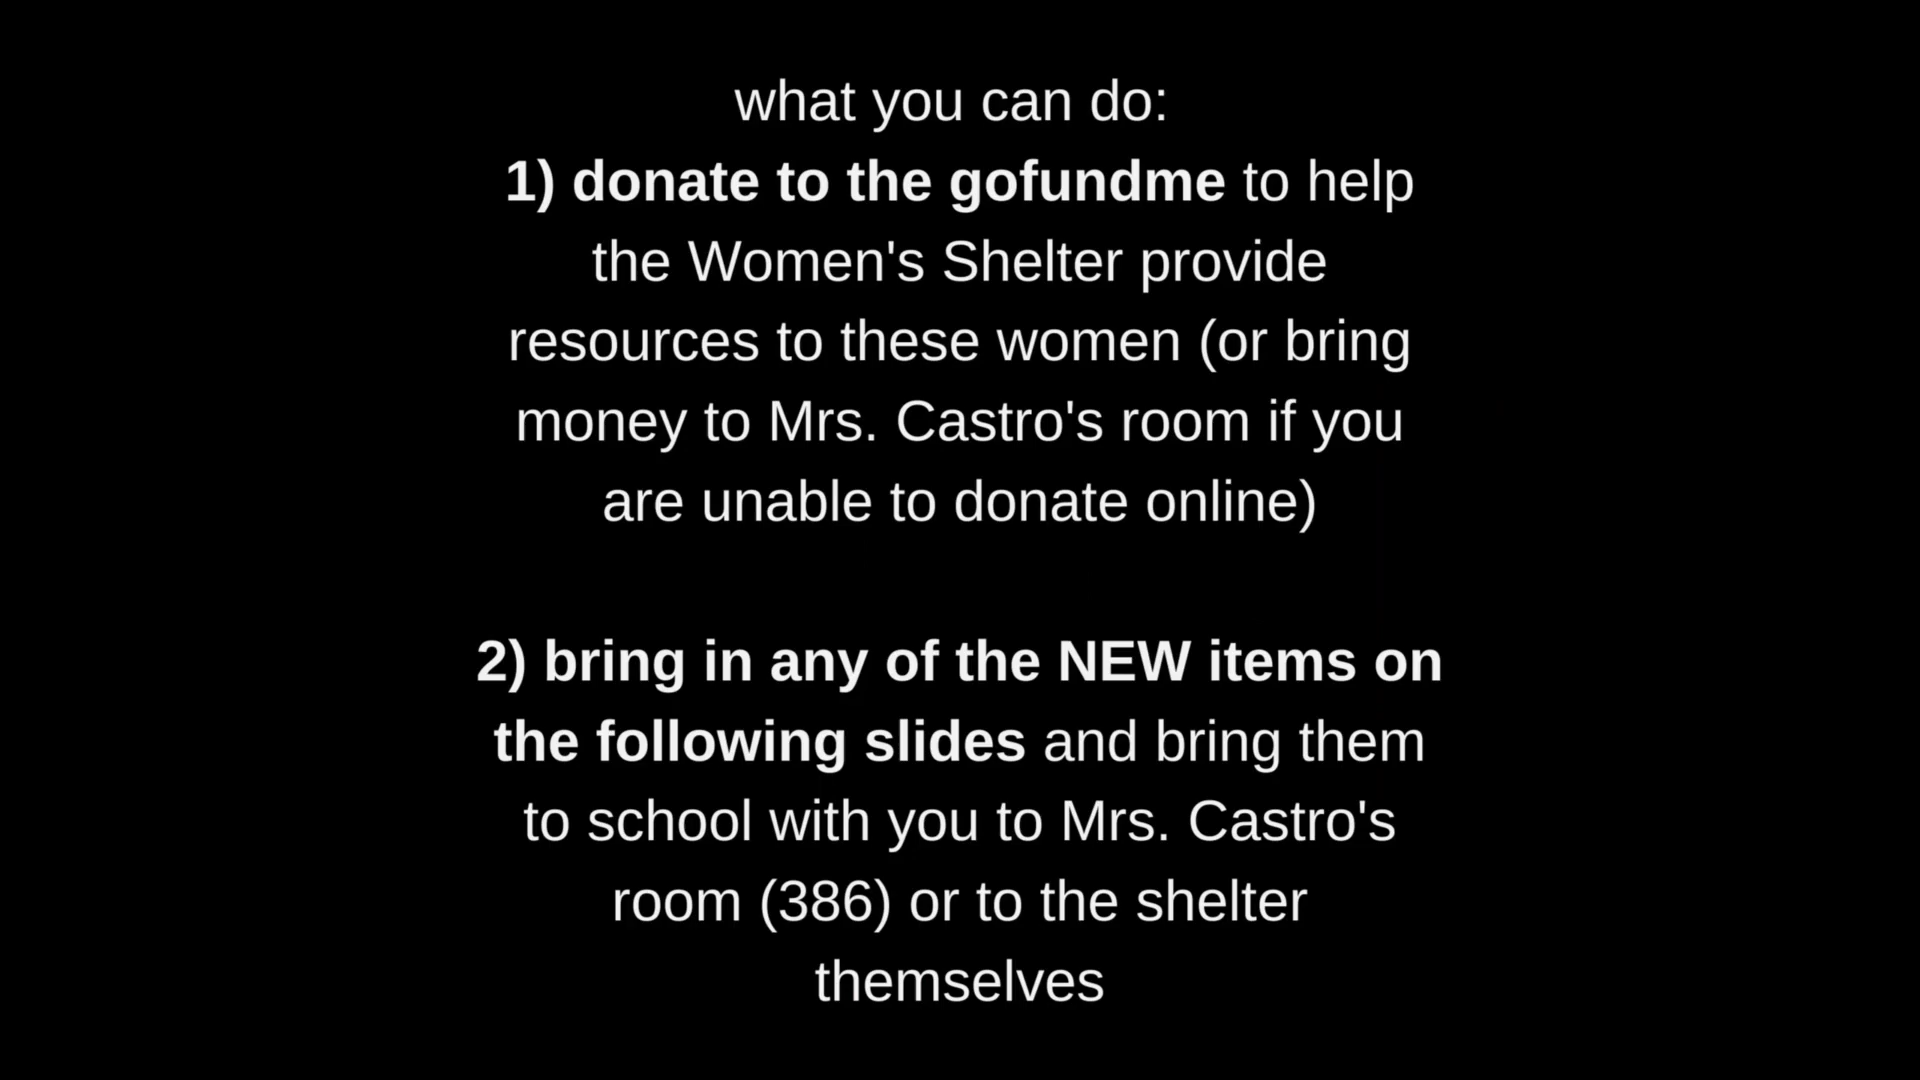 what you can do:
1) donate to the gofundme to help
the Women's Shelter provide
resources to these women (or bring
money to Mrs. Castro's room if you
are unable to donate online)
2) bring in any of the NEW items on
the following slides and bring them
to school with you to Mrs. Castro's
room (386) or to the shelter
themselves